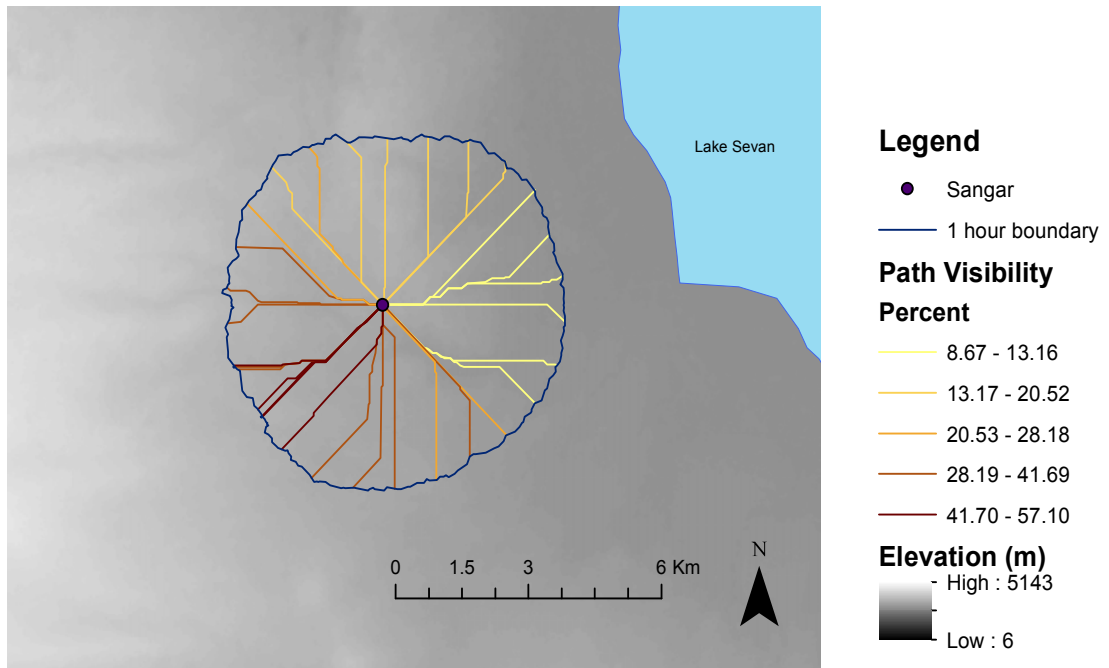 Lake Sevan
0 1.5 3 6 Km
N
Legend
Sangar
1 hour boundary
Path Visibility
Percent
8.67 - 13.16
13.17 - 20.52
20.53 - 28.18
28.19 - 41.69
41.70 - 57.10
Elevation (m)
High : 5143
Low : 6